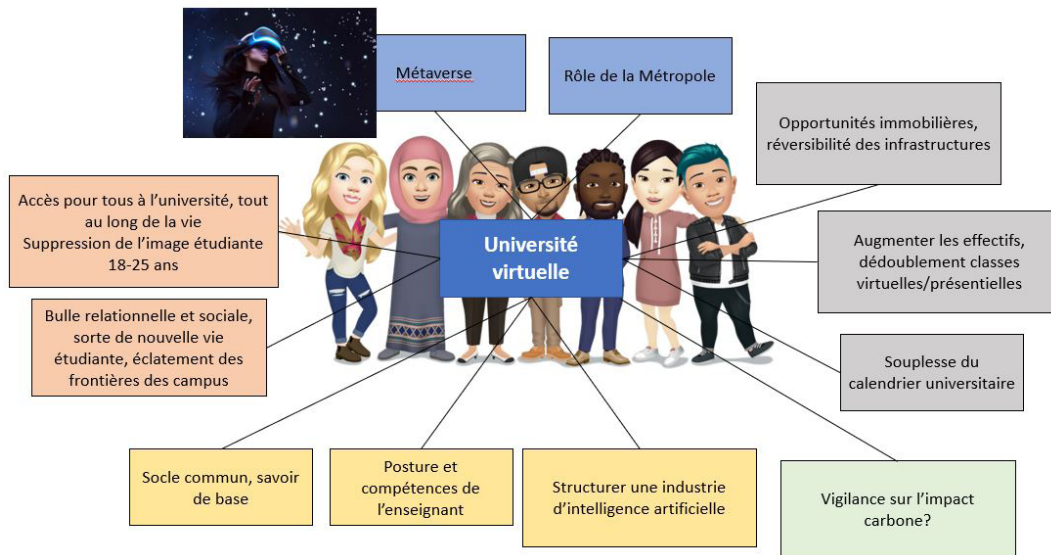 Métaverse
Rôle de la Métropole
Opportunités immobilières,
réversibilité des infrastructures
Accès pour tous à l’université, tout
au long de la vie
Suppression de l’image étudiante
18-25 ans
Université
virtuelle
Augmenter les effectifs,
dédoublement classes
virtuelles/présentielles
Bulle relationnelle et sociale,
sorte de nouvelle vie
étudiante, éclatement des
frontières des campus
Souplesse du
calendrier universitaire
Socle commun, savoir
de base
Posture et
compétences de
l’enseignant
Structurer une industrie
d’intelligence artificielle
Vigilance sur l’impact
carbone?